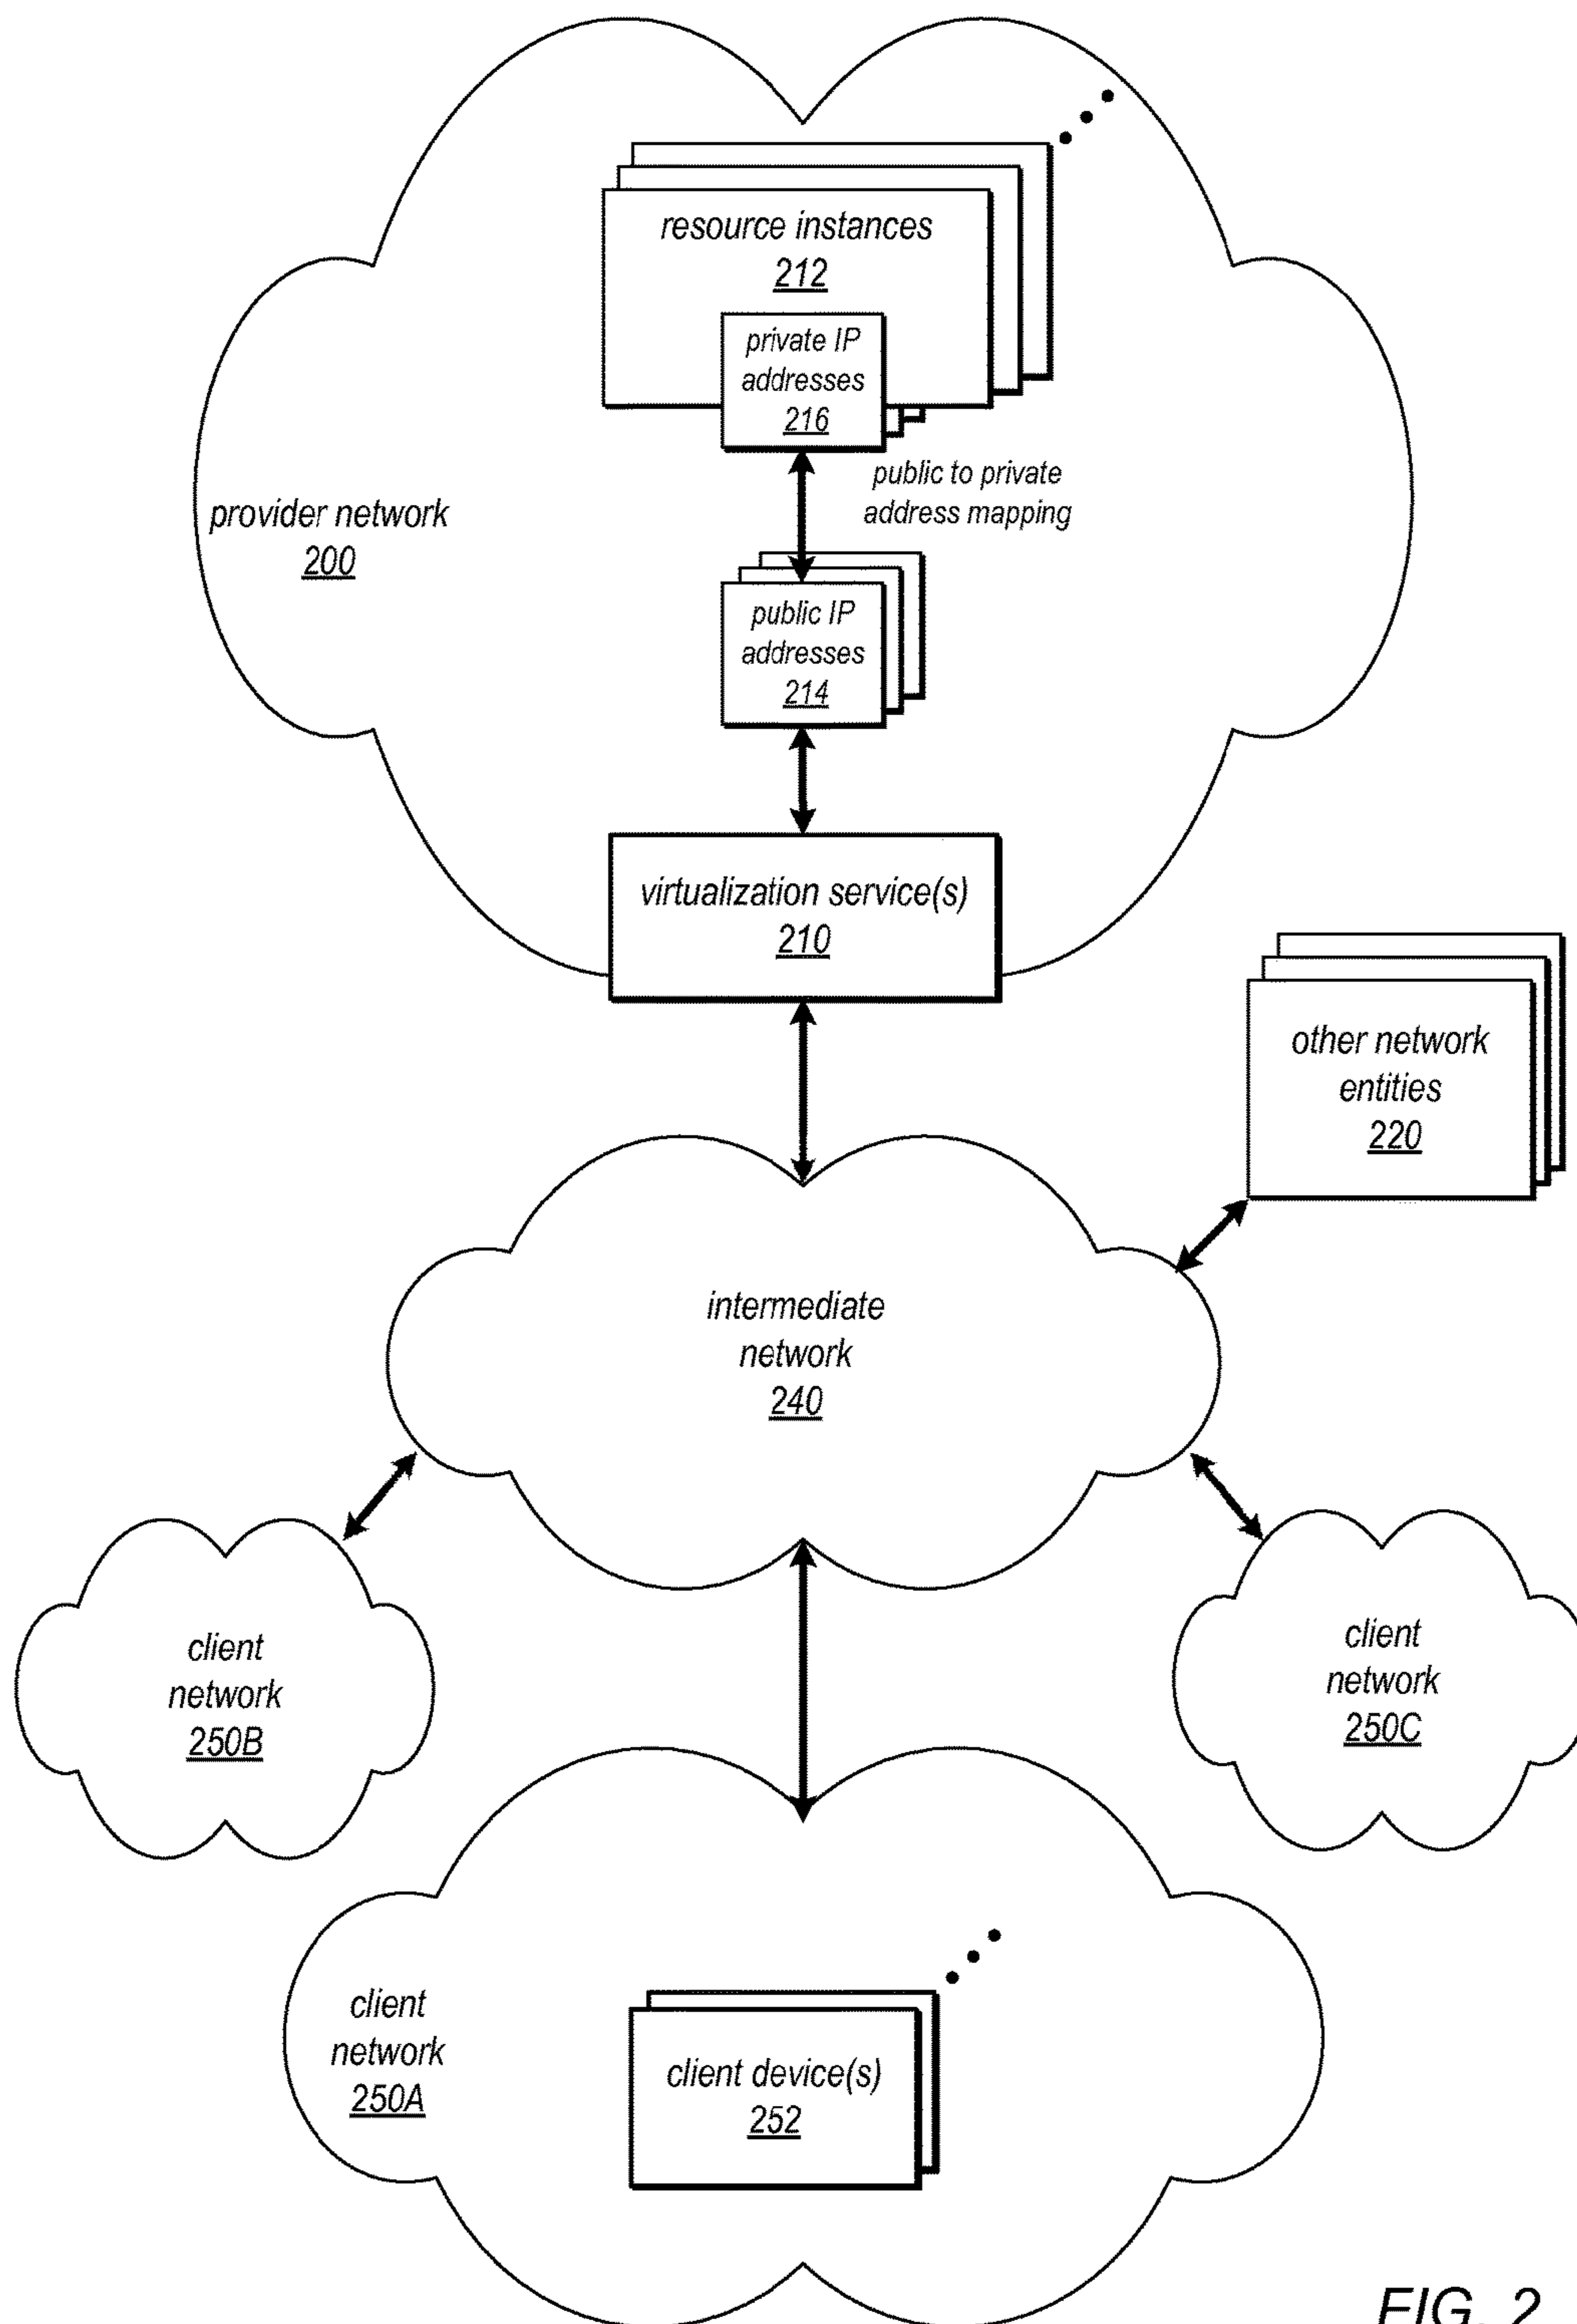 resource instances
212
private IP
addresses
216
public to private
address mapping
provider network
200
public IP
addresses
214
virtualization service(s)
210
other network
entities
220
intermediate
network
240
client
network
250B
client
network
250C
client
network
250A
client device(s)
252
FIG. 2